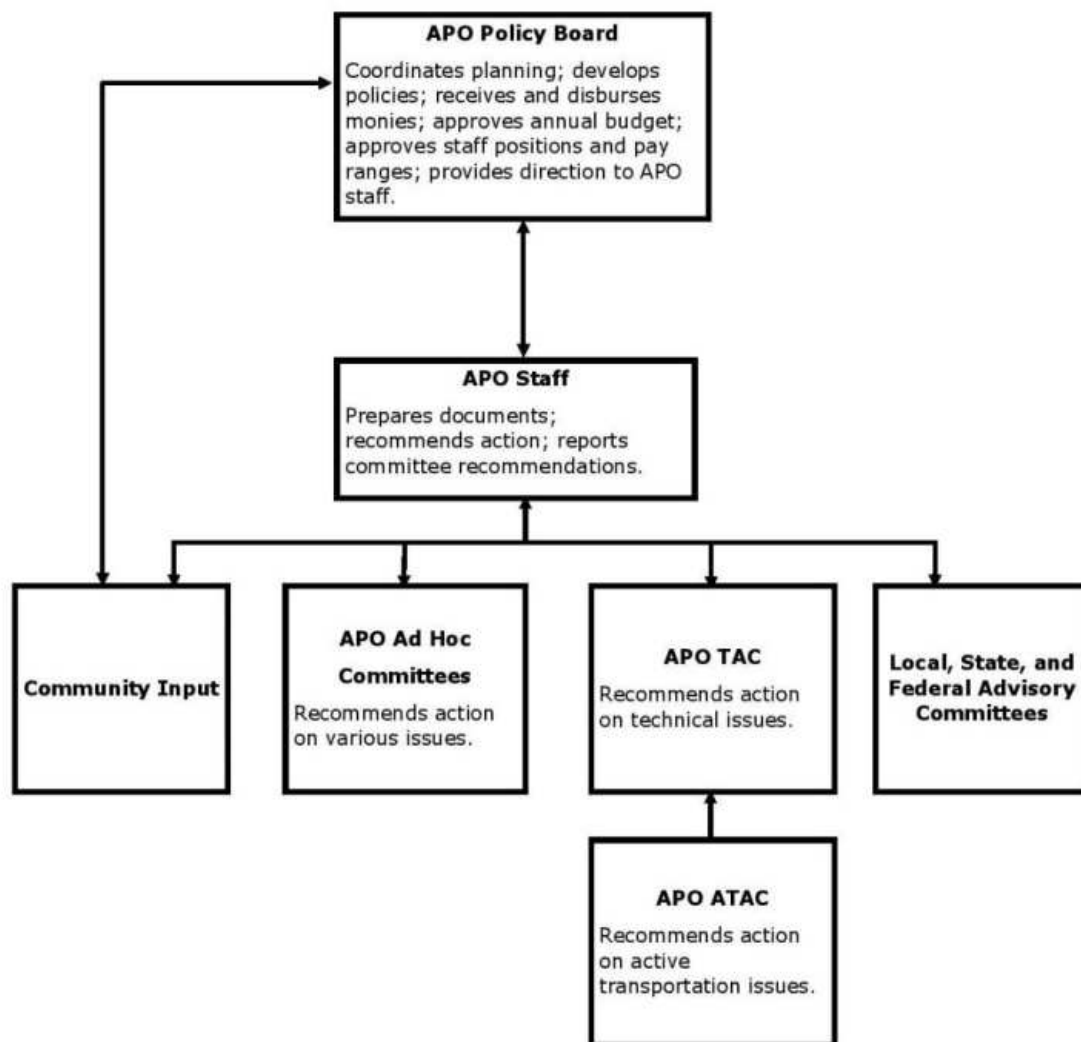 APO Policy Board
Coordinates planning; develops
policies; receives and disburses
monies; approves annual budget;
approves staff positions and pay
ranges; provides direction to APO
staff.
APO Staff
Prepares documents;
recommends action; reports
committee recommendations.
Community Input
APO Ad Hoc
Committees
Recommends action
on various issues.
APO TAC
Recommends action
on technical issues.
Local, State, and
Federal Advisory
Committees
APO ATAC
Recommends action
on active
transportation issues.